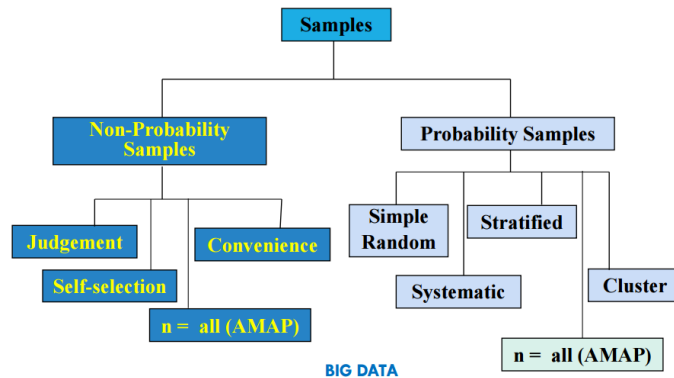 Samples
Non-Probability
Samples
Probability Samples
Judgement
Self-selection
n = all (AMAP)
Convenience
Simple
Random
Systematic
Stratified
n = all (AMAP)
Cluster
BIG DATA